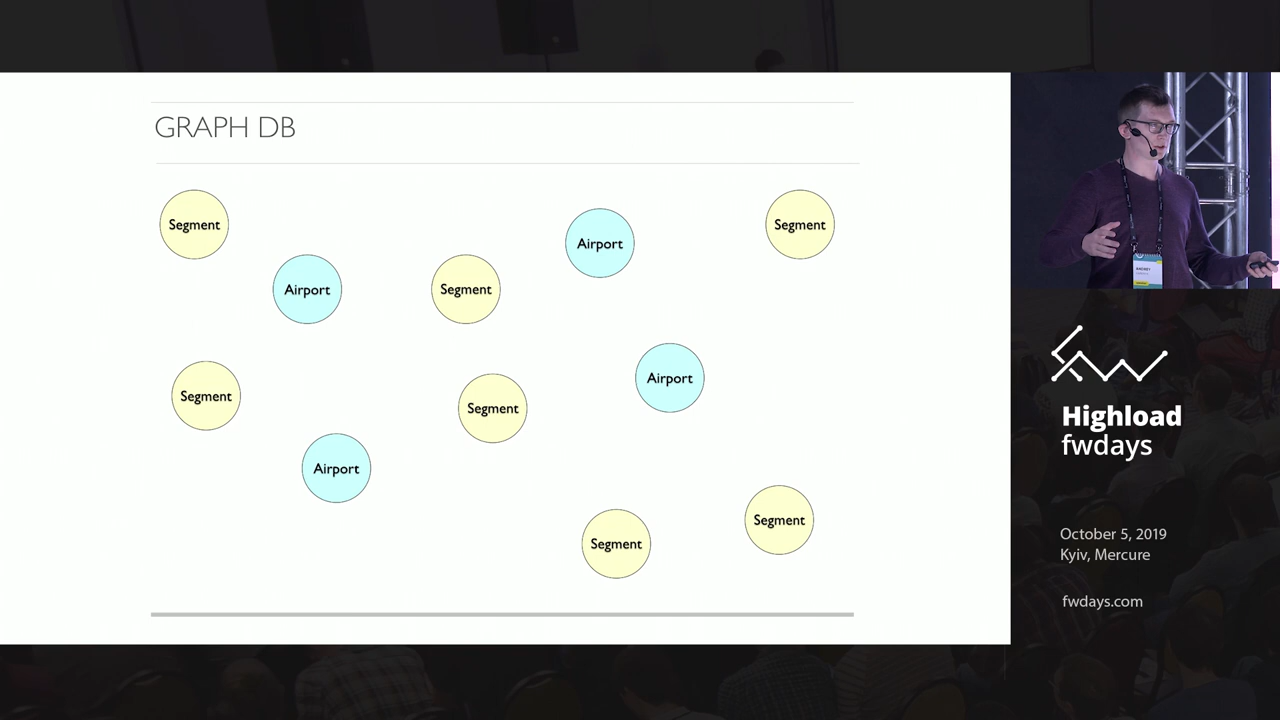 GRAPH DB
Segment
Airport
Segment
Airport
Segment
Segment
Segment
Airport
Airport
Segment
Segment
Highload
fwdays
October 5, 2019
Kyiv, Mercure
fwdays.com